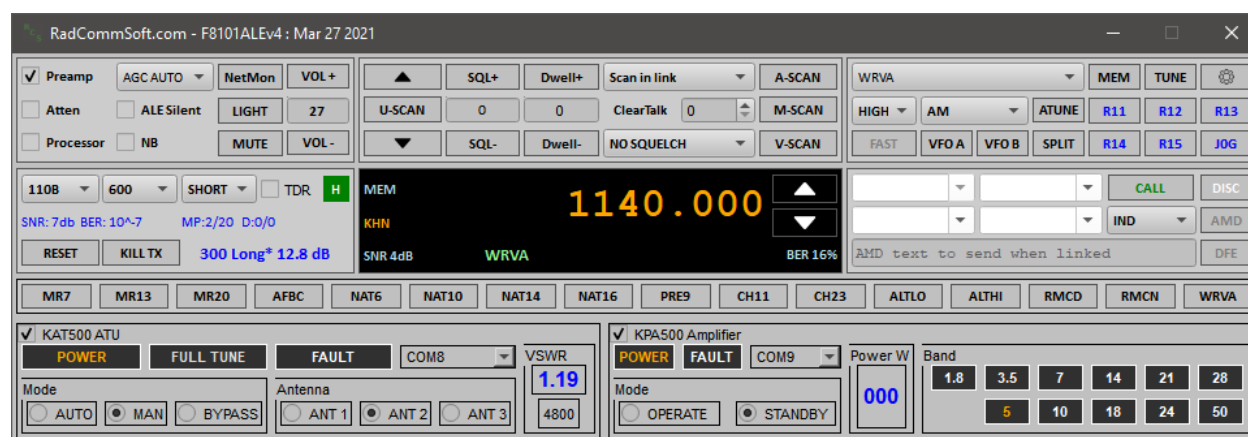 RadCommSoft.com - F8101ALEv4 : Mar 27 2021
Preamp AGC AUTO NetMon VOL+ SQL+ Dwell+ Scan in link A-SCAN WRVA MEM TUNE
Atten ALE Silent LIGHT 27 U-SCAN 0 0 ClearTalk 0 M-SCAN HIGH AM ATUNE R11 R12 R13
Processor NB MUTE VOL- SQL- Dwell- NO SQUELCH V-SCAN FAST VFO A VFO B SPLIT R14 R15 J0G
110B 600 SHORT TDR H MEM 1140.000 CALL DISC
SNR: 7db BER: 10^-7 MP:2/20 D:0/0 KHN IND AMD
RESET KILL TX 300 Long* 12.8 dB SNR 4dB WRVA BER 16% AMD text to send when linked DFE
MR7 MR13 MR20 AFBC NAT6 NAT10 NAT14 NAT16 PRE9 CH11 CH23 ALTLO ALTHI RMCD RMCN WRVA
KAT500 ATU KPA500 Amplifier
POWER FULL TUNE FAULT COM8 VSWR POWER FAULT COM9 Power W Band
1.19 000 1.8 3.5 7 14 21 28
Mode Antenna Mode
AUTO MAN BYPASS ANT 1 ANT 2 ANT 3 4800 OPERATE STANDBY 5 10 18 24 50